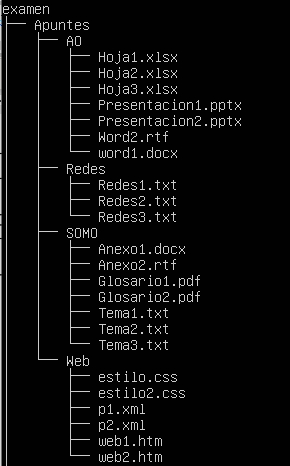 examen
Apuntes
AO
Hoja1.xlsx
Hoja2.xlsx
Hoja3.xlsx
Presentacion1.pptx
Presentacion2.pptx
Word2.rtf
word1.docx
Redes
Redes1.txt
Redes2.txt
Redes3.txt
SOMO
Anexo1.docx
Anexo2.rtf
Glosario1.pdf
Glosario2.pdf
Tema1.txt
Tema2.txt
Tema3.txt
Web
estilo.css
estilo2.css
p1.xml
p2.xml
web1.htm
web2.htm